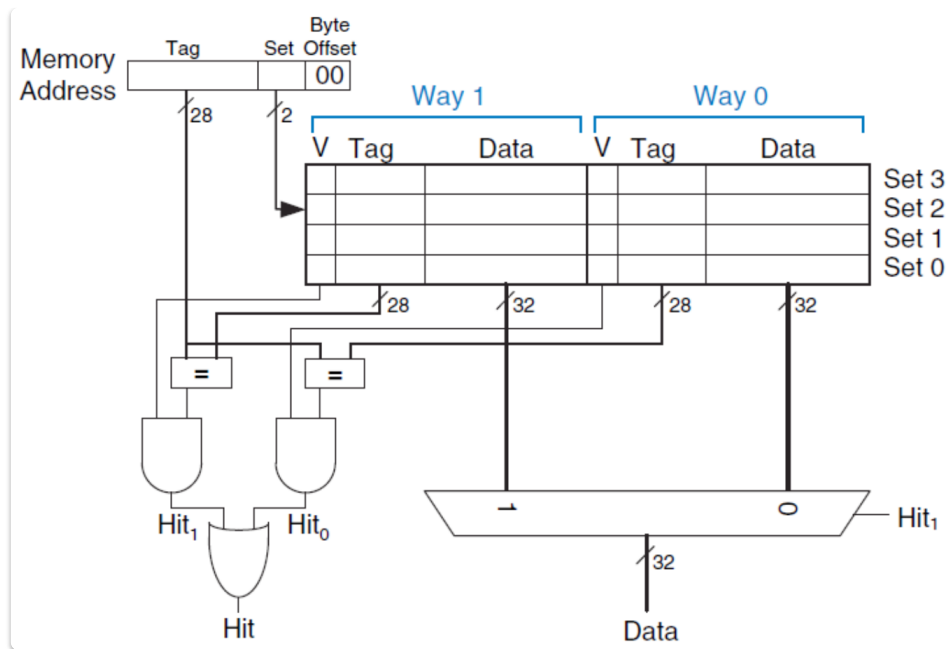 Byte
Tag Set Offset
Memory
Address
00
28 2
Way 1 Way 0
V Tag Data V Tag Data
Set 3
Set 2
Set 1
Set 0
28 32 28 32
= =
1 0
Hit₁ Hit₀ Hit₁
32
Hit Data